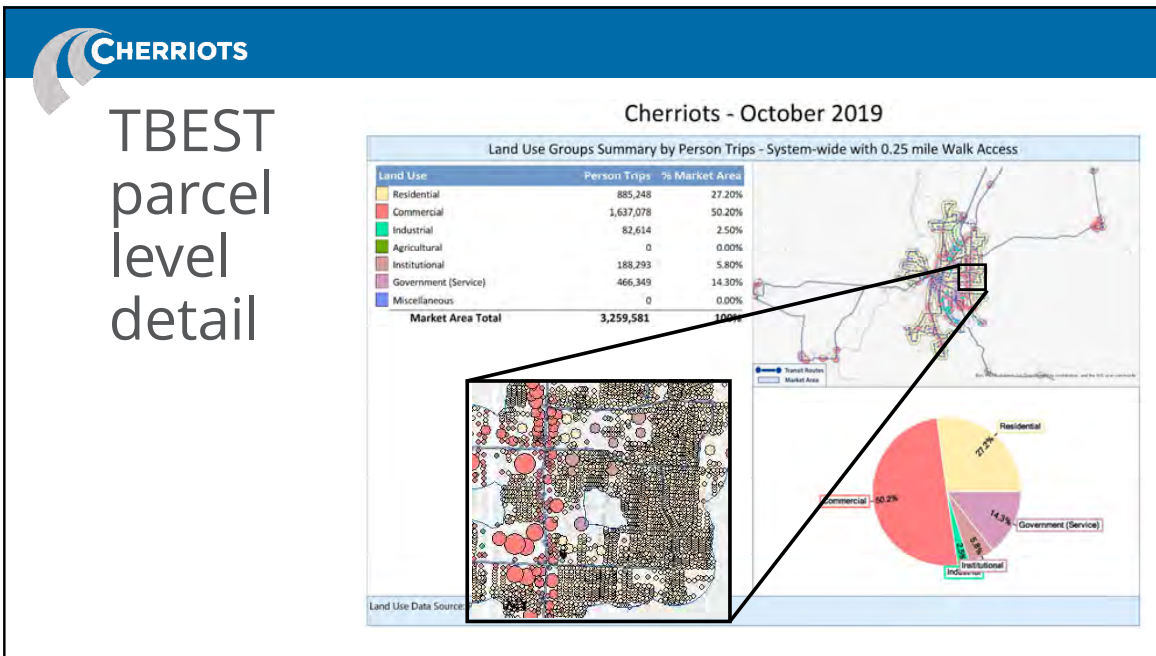 CHERRIOTS
TBEST
parcel
level
detail
Cherriots - October 2019
Land Use Groups Summary by Person Trips - System-wide with 0.25 mile Walk Access
Land Use Person Trips % Market Area
Residential 885,248 27.20%
Commercial 1,637,078 50.20%
Industrial 82,614 2.50%
Agricultural 0 0.00%
Institutional 188,293 5.80%
Government (Service) 466,349 14.30%
Miscellaneous 0 0.00%
Market Area Total 3,259,581 100%
Transit Routes
Market Area
Residential
27.2%
Commercial 50.2%
14.3%
Government (Service)
5.8%
Institutional
2.5%
Land Use Data Source: